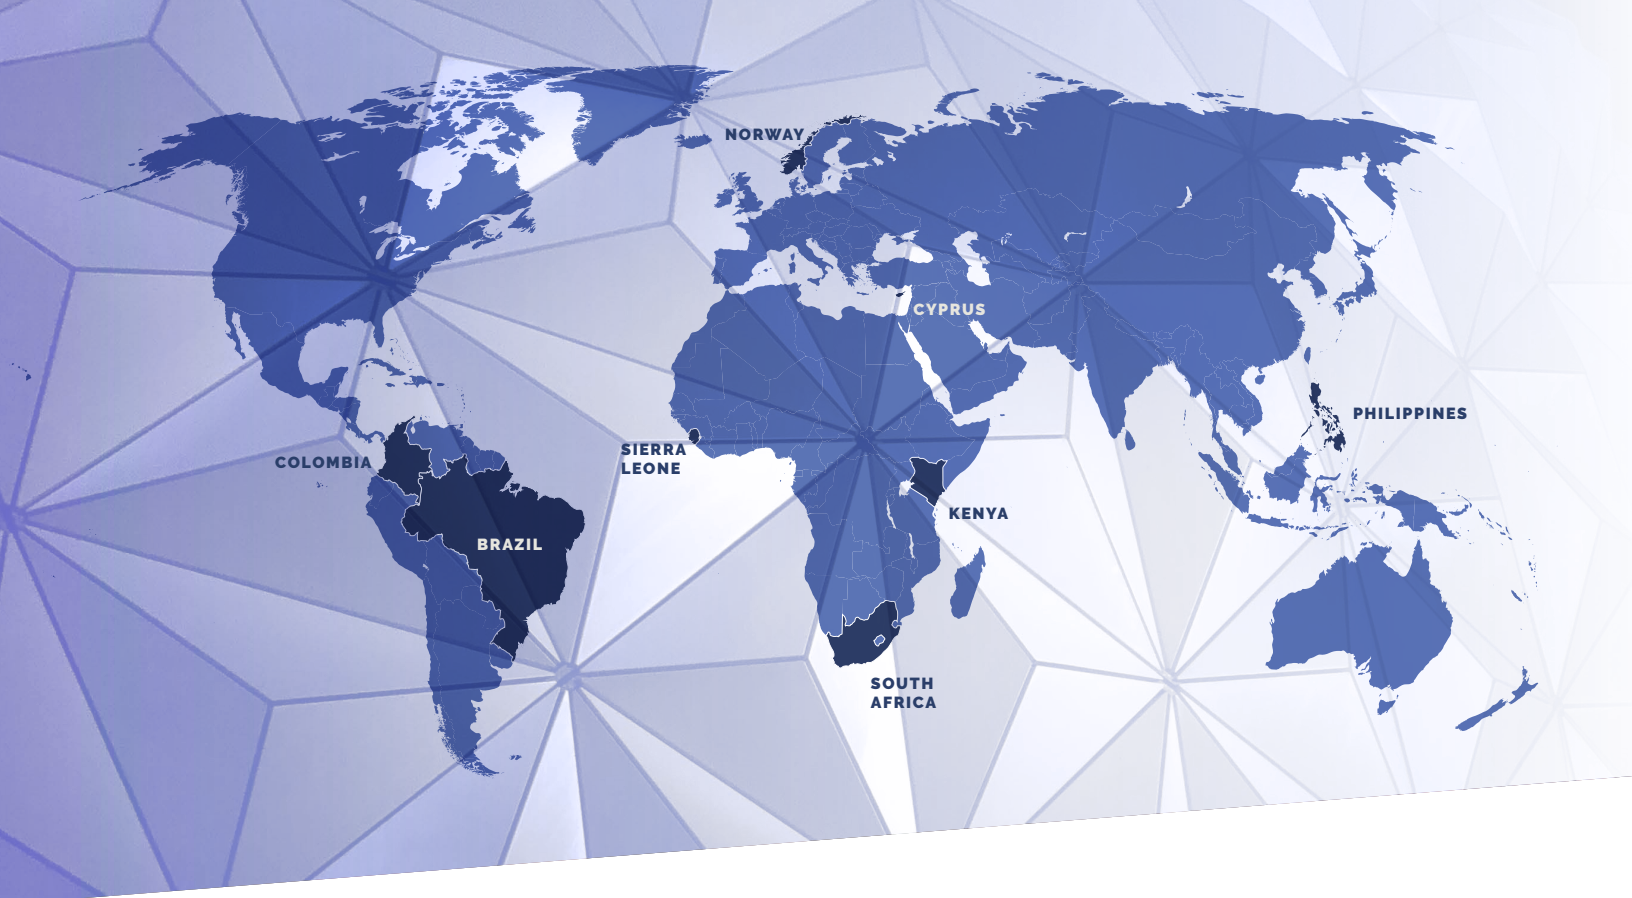 NORWAY
CYPRUS
PHILIPPINES
SIERRA
LEONE
COLOMBIA
KENYA
BRAZIL
SOUTH
AFRICA